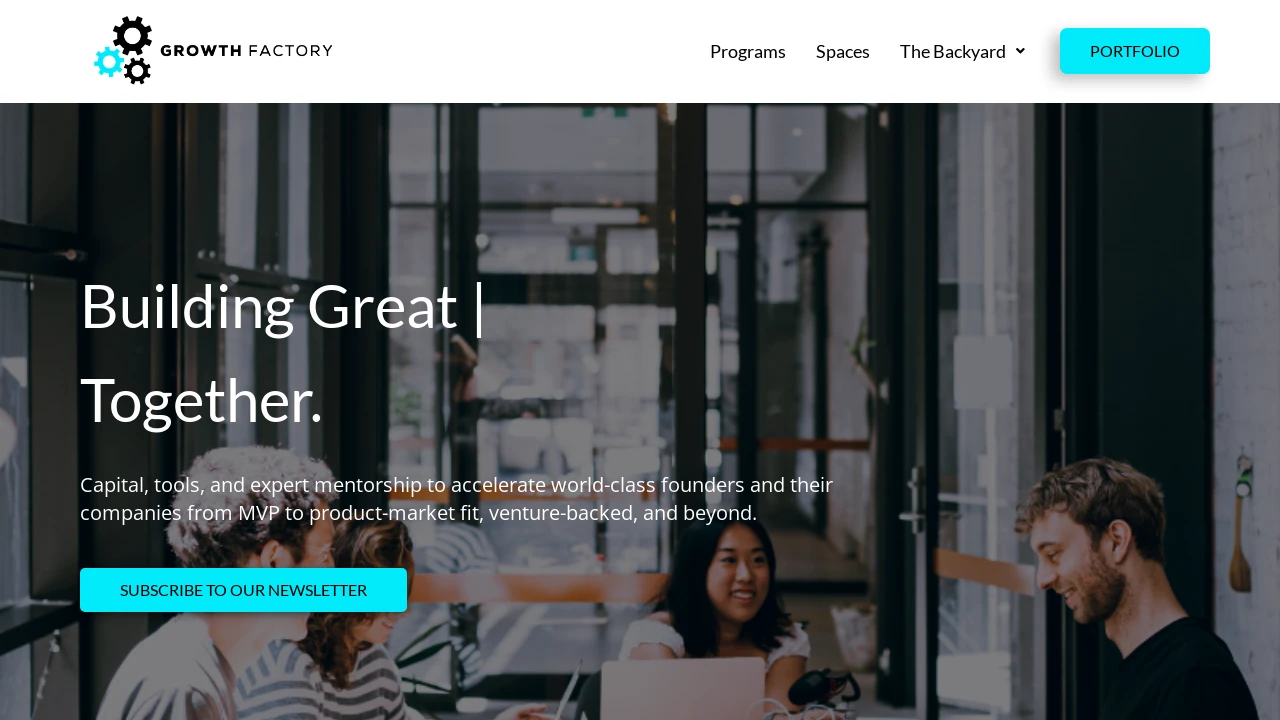 GROWTH FACTORY
Programs
Spaces
The Backyard
PORTFOLIO
Building Great |
Together.
Capital, tools, and expert mentorship to accelerate world-class founders and their
companies from MVP to product-market fit, venture-backed, and beyond.
SUBSCRIBE TO OUR NEWSLETTER